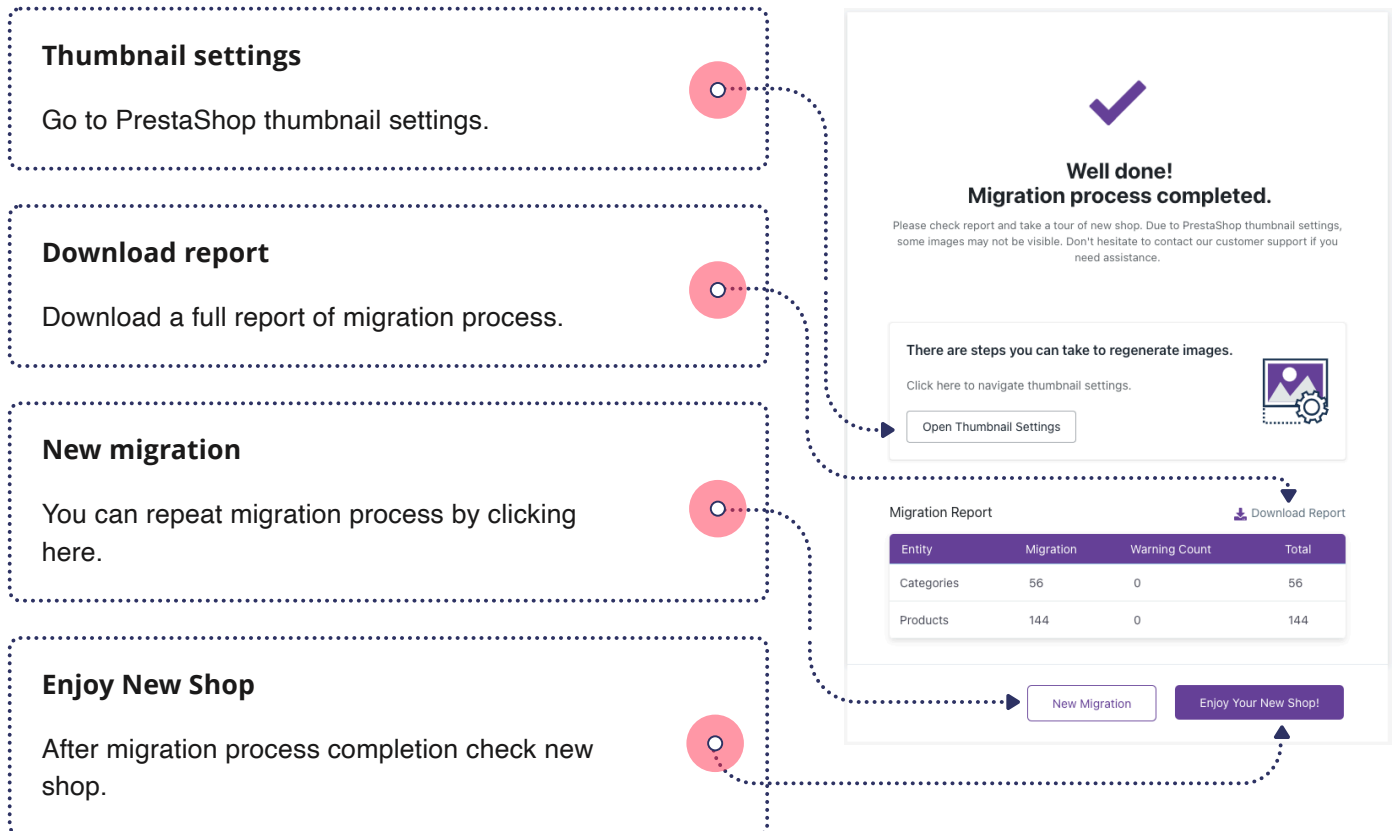 Thumbnail settings
Go to PrestaShop thumbnail settings.
Download report
Download a full report of migration process.
New migration
You can repeat migration process by clicking
here.
Enjoy New Shop
After migration process completion check new
shop.
Well done!
Migration process completed.
Please check report and take a tour of new shop. Due to PrestaShop thumbnail settings,
some images may not be visible. Don't hesitate to contact our customer support if you
need assistance.
There are steps you can take to regenerate images.
Click here to navigate thumbnail settings.
Open Thumbnail Settings
Migration Report Download Report
Entity Migration Warning Count Total
Categories 56 0 56
Products 144 0 144
New Migration Enjoy Your New Shop!